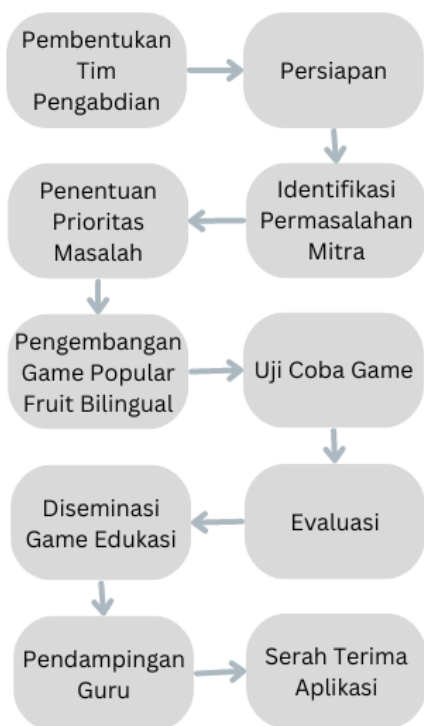 Pembentukan
Tim
Pengabdian
Persiapan
Identifikasi
Permasalahan
Mitra
Penentuan
Prioritas
Masalah
Pengembangan
Game Popular
Fruit Bilingual
Uji Coba Game
Evaluasi
Diseminasi
Game Edukasi
Pendampingan
Guru
Serah Terima
Aplikasi